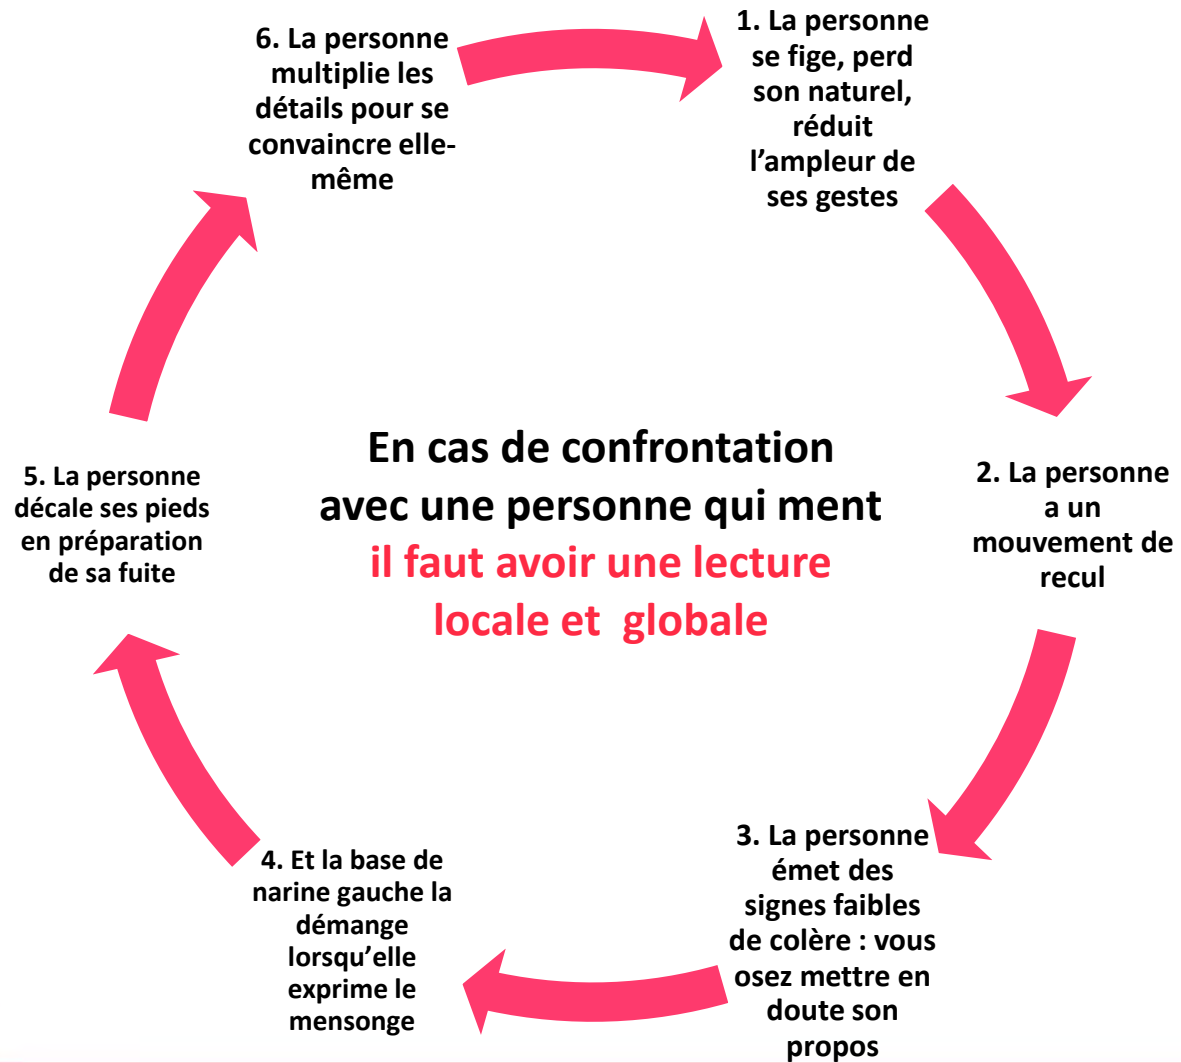 En cas de confrontation
avec une personne qui ment
il faut avoir une lecture
locale et  globale
1. La personne
se fige, perd
son naturel,
réduit
l’ampleur de
ses gestes
2. La personne
a un
mouvement de
recul
3. La personne
émet des
signes faibles
de colère : vous
osez mettre en
doute son
propos
4. Et la base de
narine gauche la
démange
lorsqu’elle
exprime le
mensonge
5. La personne
décale ses pieds
en préparation
de sa fuite
6. La personne
multiplie les
détails pour se
convaincre elle-
même